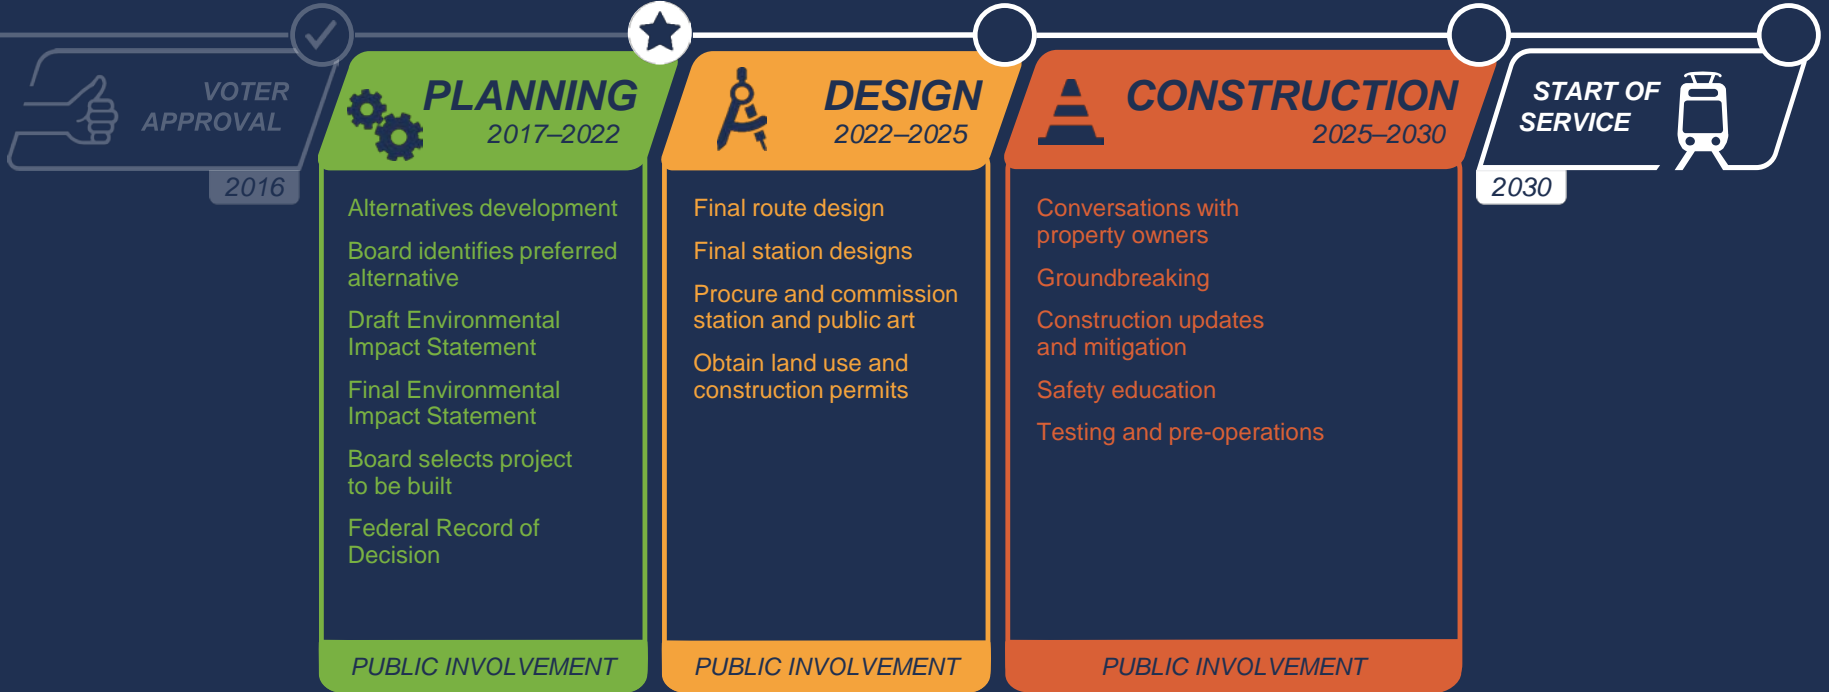 VOTER
APPROVAL
2016
PLANNING
2017–2022
Alternatives development
Board identifies preferred
alternative
Draft Environmental
Impact Statement
Final Environmental
Impact Statement
Board selects project
to be built
Federal Record of
Decision
PUBLIC INVOLVEMENT
DESIGN
2022–2025
Final route design
Final station designs
Procure and commission
station and public art
Obtain land use and
construction permits
PUBLIC INVOLVEMENT
CONSTRUCTION
2025–2030
Conversations with
property owners
Groundbreaking
Construction updates
and mitigation
Safety education
Testing and pre-operations
PUBLIC INVOLVEMENT
START OF
SERVICE
2030